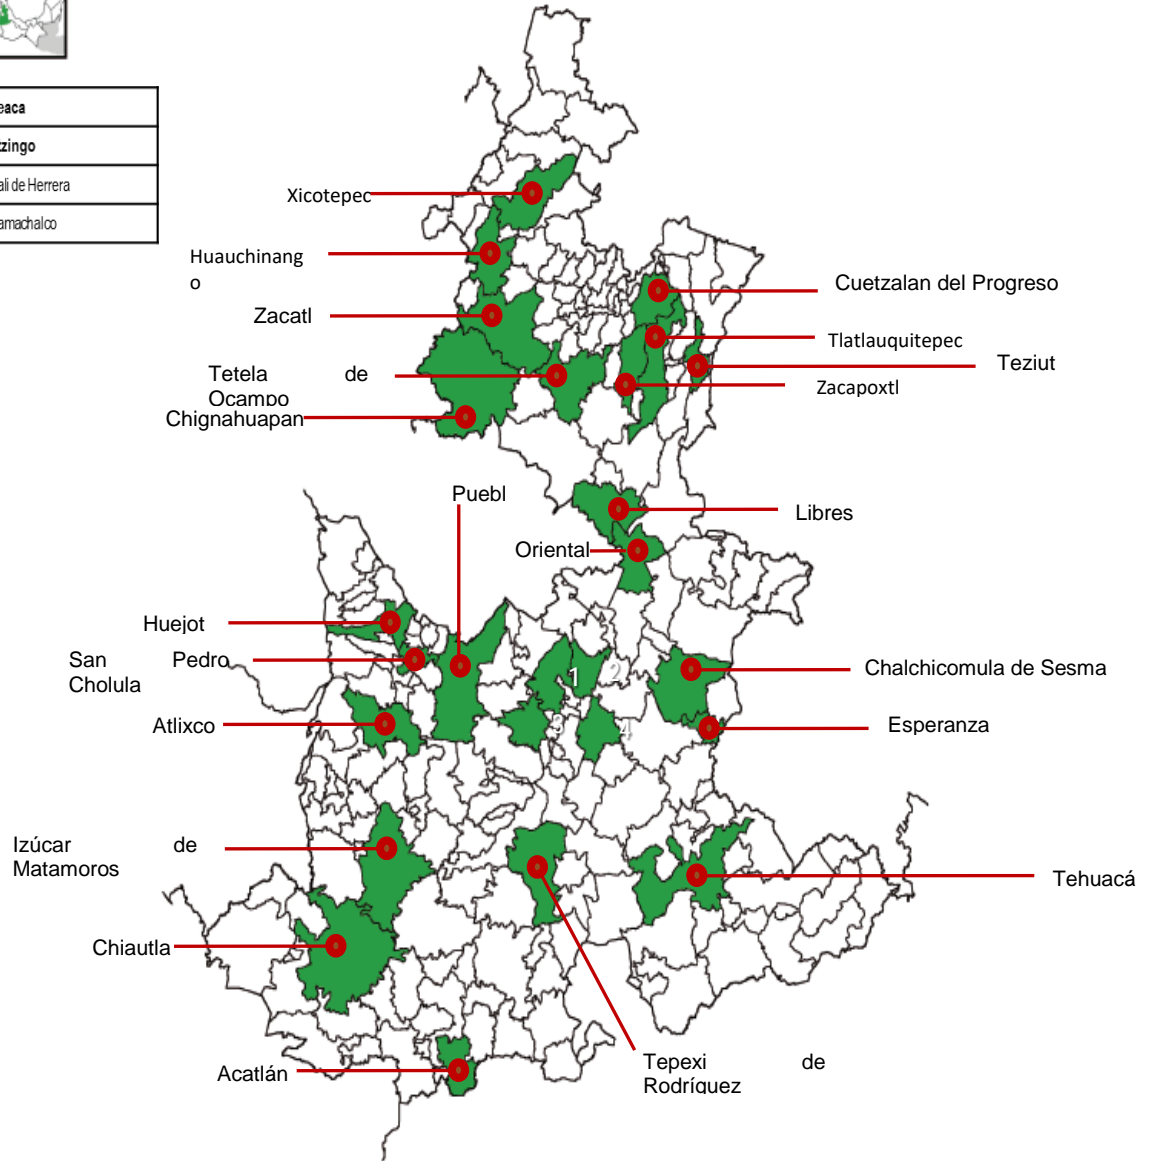 eaca
zingo
ali de Herrera
amachalco
Xicotepec
Huauchinang
o
Zacatl
Tetela de
Ocampo
Chignahuapan
Cuetzalan del Progreso
Tlatlauquitepec
Teziut
Zacapoxtl
Puebl
Libres
Oriental
Huejot
San Pedro
Cholula
Atlixco
1
2
3
4
Chalchicomula de Sesma
Esperanza
Izúcar de
Matamoros
Tehuacá
Chiautla
Acatlán
Tepexi de
Rodríguez